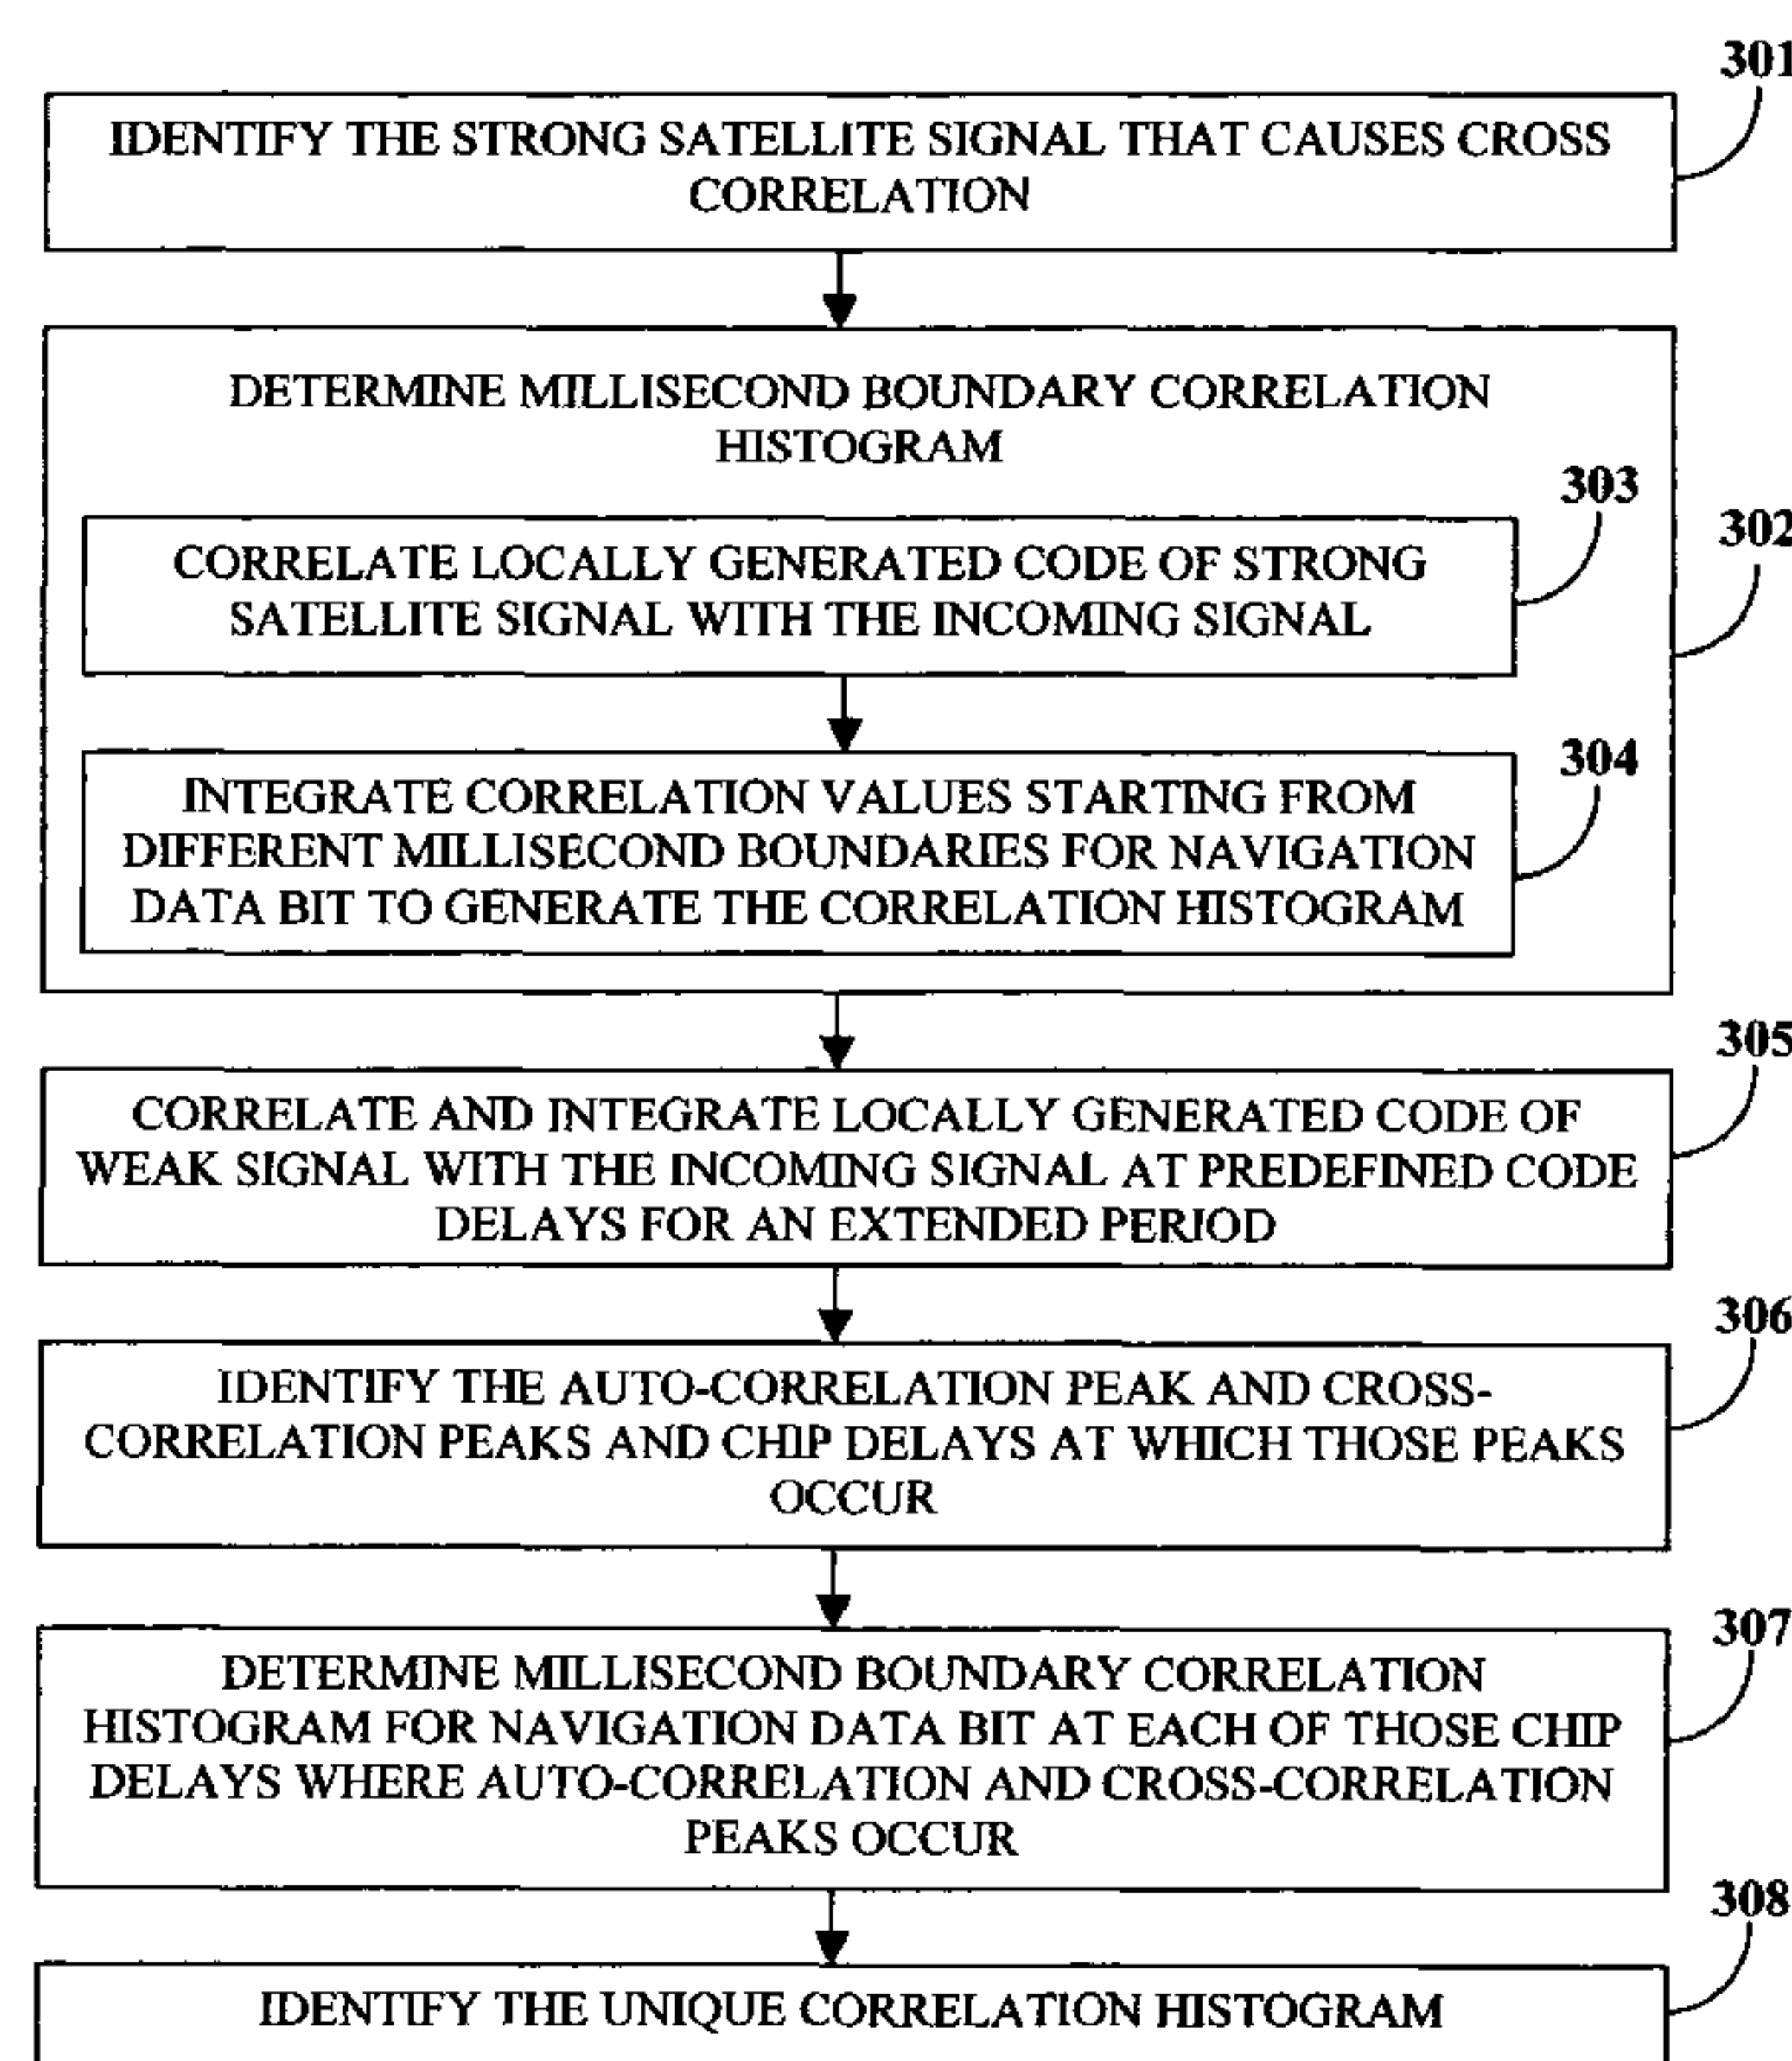 301
IDENTIFY THE STRONG SATELLITE SIGNAL THAT CAUSES CROSS
CORRELATION
DETERMINE MILLISECOND BOUNDARY CORRELATION
HISTOGRAM
303
302
CORRELATE LOCALLY GENERATED CODE OF STRONG
SATELLITE SIGNAL WITH THE INCOMING SIGNAL
304
INTEGRATE CORRELATION VALUES STARTING FROM
DIFFERENT MILLISECOND BOUNDARIES FOR NAVIGATION
DATA BIT TO GENERATE THE CORRELATION HISTOGRAM
305
CORRELATE AND INTEGRATE LOCALLY GENERATED CODE OF
WEAK SIGNAL WITH THE INCOMING SIGNAL AT PREDEFINED CODE
DELAYS FOR AN EXTENDED PERIOD
306
IDENTIFY THE AUTO-CORRELATION PEAK AND CROSS-
CORRELATION PEAKS AND CHIP DELAYS AT WHICH THOSE PEAKS
OCCUR
307
DETERMINE MILLISECOND BOUNDARY CORRELATION
HISTOGRAM FOR NAVIGATION DATA BIT AT EACH OF THOSE CHIP
DELAYS WHERE AUTO-CORRELATION AND CROSS-CORRELATION
PEAKS OCCUR
308
IDENTIFY THE UNIQUE CORRELATION HISTOGRAM